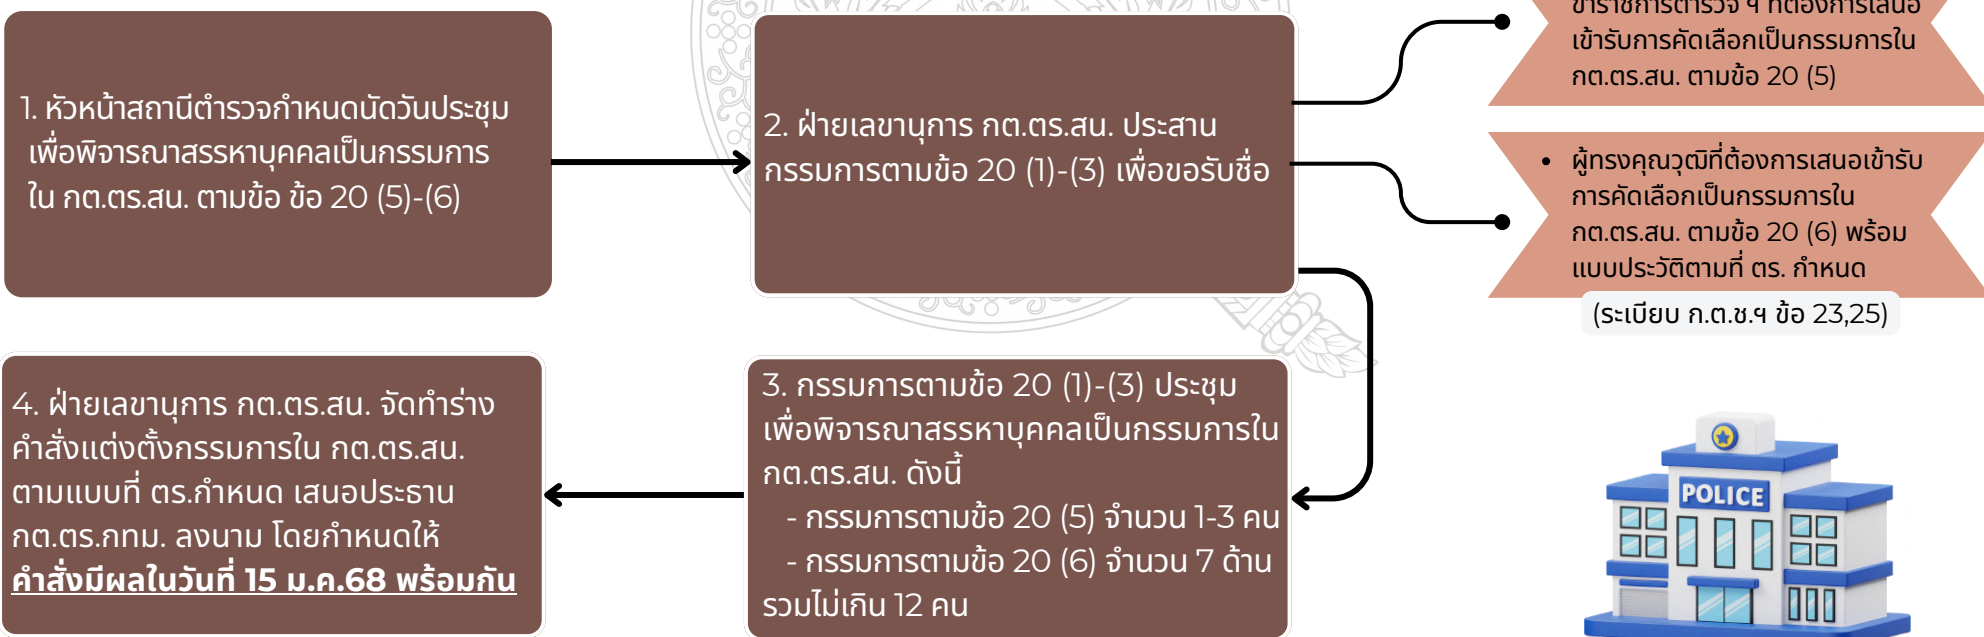 1. หัวหน้าสถานีตำรวจกำหนดนัดวันประชุม
เพื่อพิจารณาสรรหาบุคคลเป็นกรรมการ
ใน กต.ตร.สน. ตามข้อ ข้อ 20 (5)-(6)
2. ฝ่ายเลขานุการ กต.ตร.สน. ประสาน
กรรมการตามข้อ 20 (1)-(3) เพื่อขอรับชื่อ
ข้าราชการตำรวจ ฯ ที่ต้องการเสนอ
เข้ารับการคัดเลือกเป็นกรรมการใน
กต.ตร.สน. ตามข้อ 20 (5)
• ผู้ทรงคุณวุฒิที่ต้องการเสนอเข้ารับ
การคัดเลือกเป็นกรรมการใน
กต.ตร.สน. ตามข้อ 20 (6) พร้อม
แบบประวัติตามที่ ตร. กำหนด
(ระเบียบ ก.ต.ช.ฯ ข้อ 23,25)
3. กรรมการตามข้อ 20 (1)-(3) ประชุม
เพื่อพิจารณาสรรหาบุคคลเป็นกรรมการใน
กต.ตร.สน. ดังนี้
- กรรมการตามข้อ 20 (5) จำนวน 1-3 คน
- กรรมการตามข้อ 20 (6) จำนวน 7 ด้าน
รวมไม่เกิน 12 คน
4. ฝ่ายเลขานุการ กต.ตร.สน. จัดทำร่าง
คำสั่งแต่งตั้งกรรมการใน กต.ตร.สน.
ตามแบบที่ ตร.กำหนด เสนอประธาน
กต.ตร.กทม. ลงนาม โดยกำหนดให้
คำสั่งมีผลในวันที่ 15 ม.ค.68 พร้อมกัน
POLICE